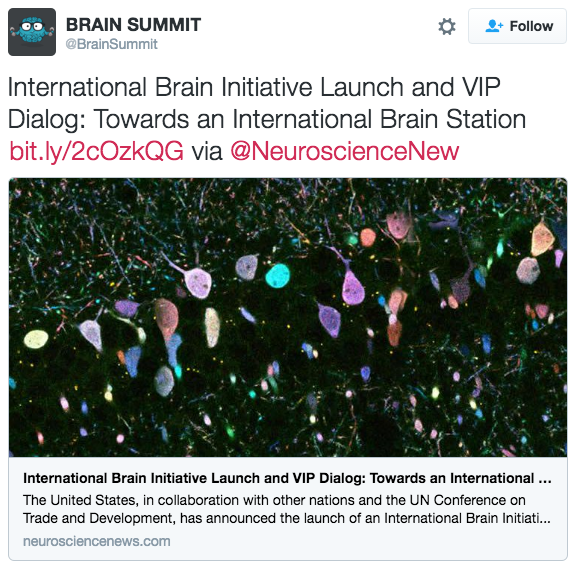 BRAIN SUMMIT
@BrainSummit
Follow
International Brain Initiative Launch and VIP
Dialog: Towards an International Brain Station
bit.ly/2cOzkQG via @NeuroscienceNew
International Brain Initiative Launch and VIP Dialog: Towards an International ...
The United States, in collaboration with other nations and the UN Conference on
Trade and Development, has announced the launch of an International Brain Initiati...
neurosciencenews.com